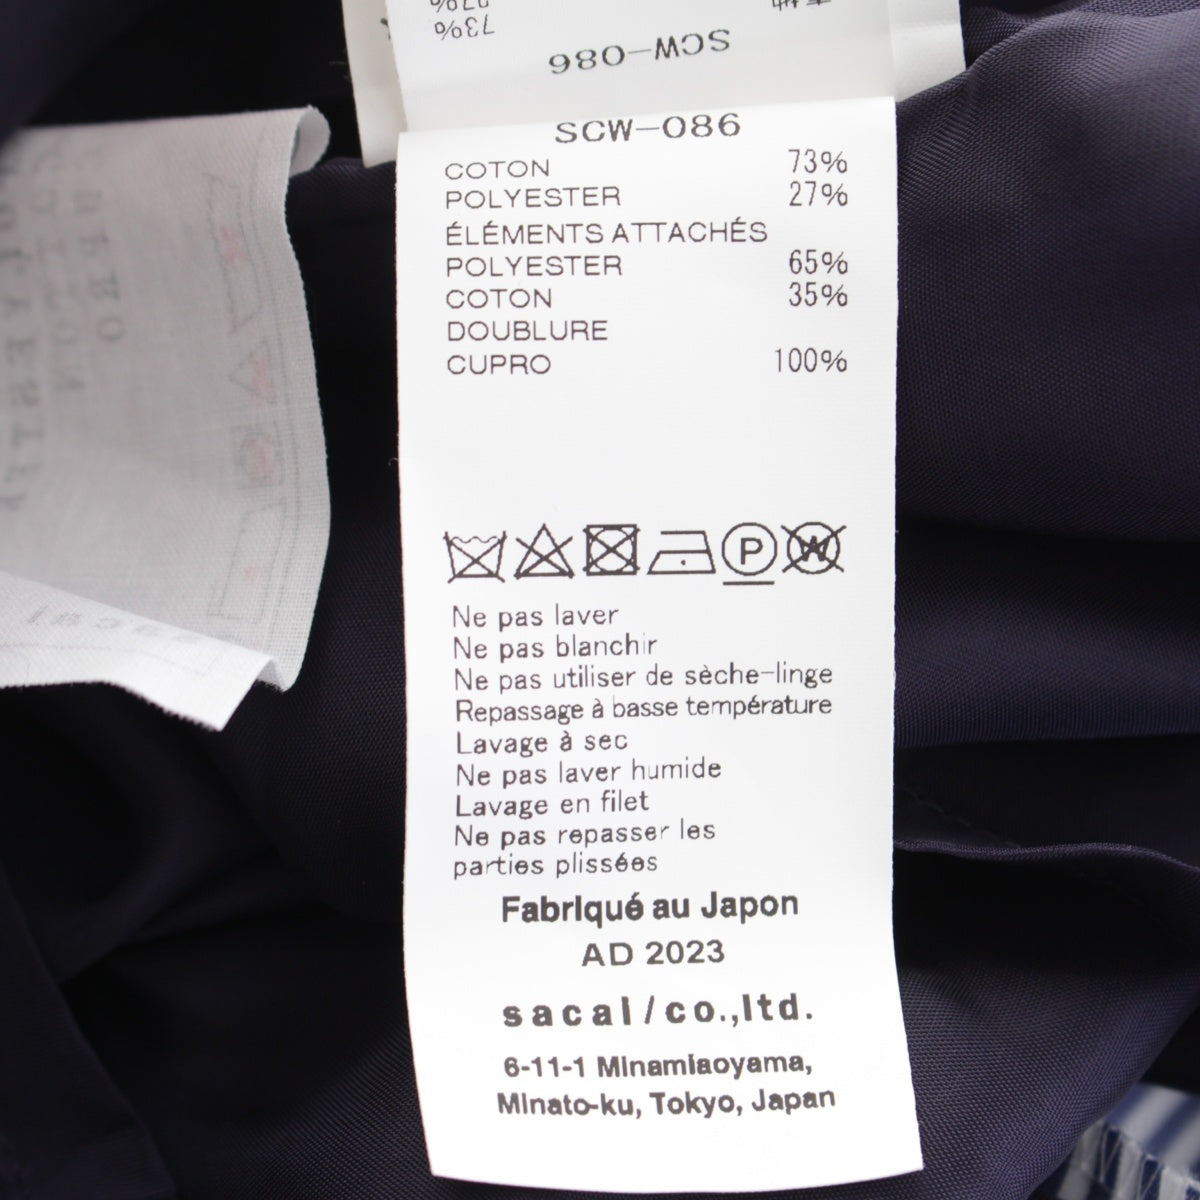 73%
SCW-086
SCW-086
COTON 73%
POLYESTER 27%
ÉLÉMENTS ATTACHÉS
POLYESTER 65%
COTON 35%
DOUBLURE
CUPRO 100%
P
W
Ne pas laver
Ne pas blanchir
Ne pas utiliser de sèche-linge
Repassage à basse température
Lavage à sec
Ne pas laver humide
Lavage en filet
Ne pas repasser les
parties plissées
Fabriqué au Japon
AD 2023
sacai/co.,ltd.
6-11-1 Minamiaoyama,
Minato-ku, Tokyo, Japan